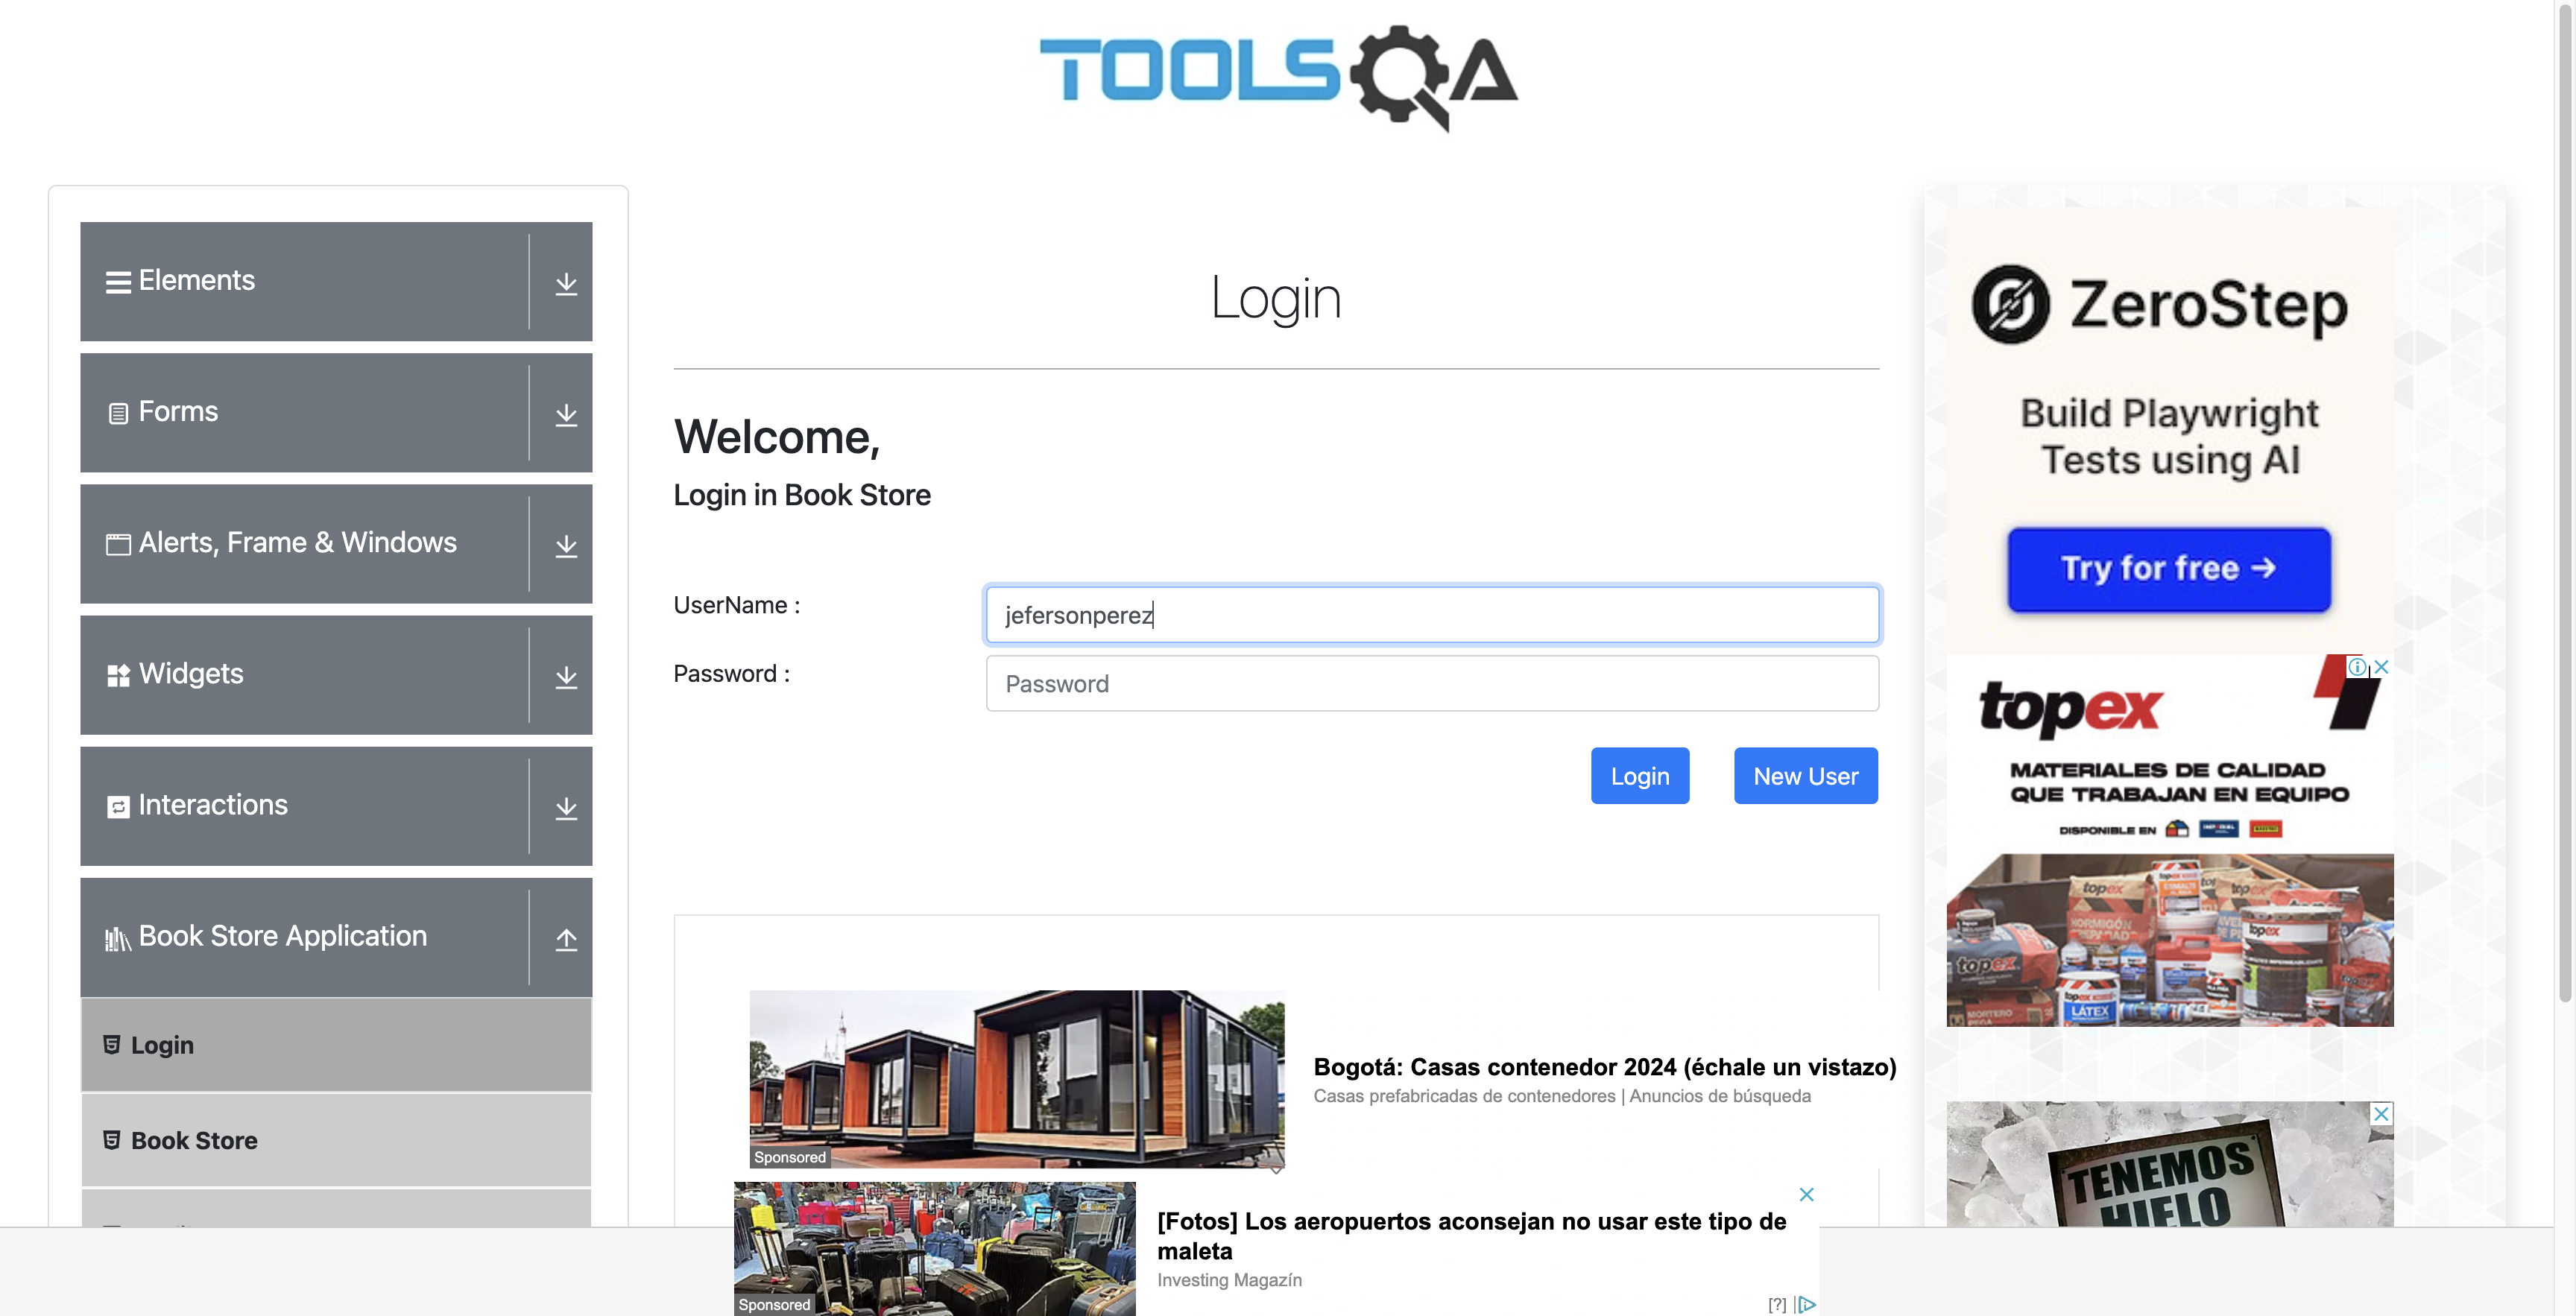 TOOLSQA
Elements
Forms
Alerts, Frame & Windows
Widgets
Interactions
Book Store Application
Login
Book Store
Login
Welcome,
Login in Book Store
UserName :
jefersonperez
Password :
Password
Login
New User
Sponsored
Bogotá: Casas contenedor 2024 (échale un vistazo)
Casas prefabricadas de contenedores | Anuncios de búsqueda
Sponsored
[Fotos] Los aeropuertos aconsejan no usar este tipo de
maleta
Investing Magazín
[?]
ZeroStep
Build Playwright
Tests using AI
Try for free →
topex
MATERIALES DE CALIDAD
QUE TRABAJAN EN EQUIPO
DISPONIBLE EN
topex
topex
topex
LÁTEX
TENEMOS
HIELO